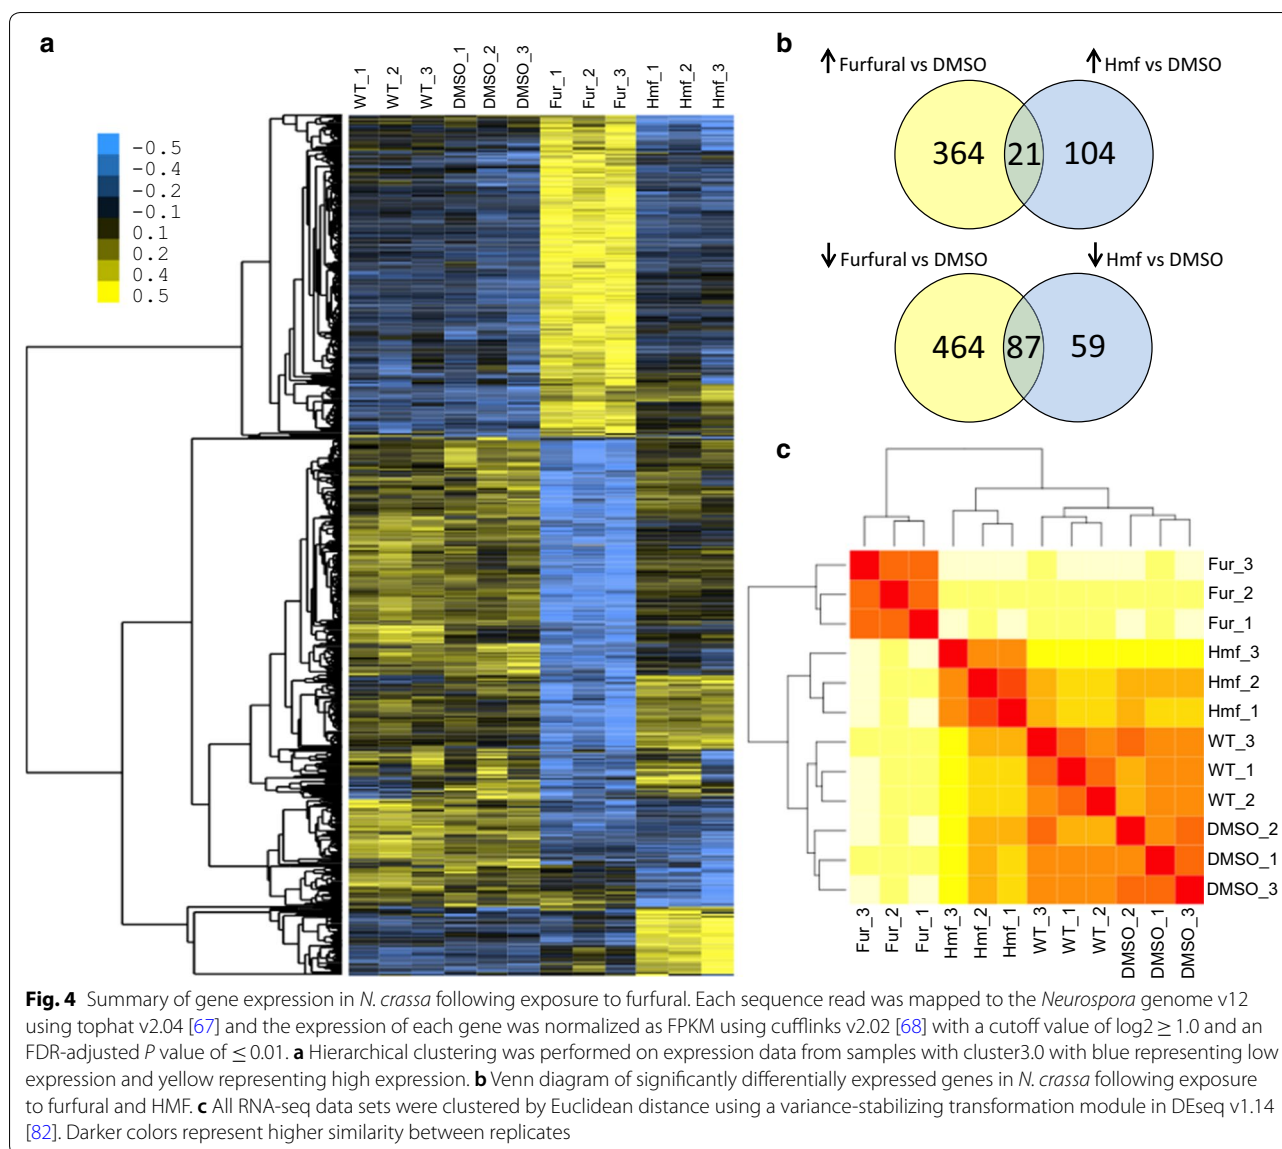 a
WT_1
WT_2
WT_3
DMSO_1
DMSO_2
DMSO_3
Fur_1
Fur_2
Fur_3
Hmf_1
Hmf_2
Hmf_3
-0.5
-0.4
-0.2
-0.1
0.1
0.2
0.4
0.5
b
↑ Furfural vs DMSO
↑ Hmf vs DMSO
364 21 104
↓ Furfural vs DMSO
↓ Hmf vs DMSO
464 87 59
c
Fur_3
Fur_2
Fur_1
Hmf_3
Hmf_2
Hmf_1
WT_3
WT_1
WT_2
DMSO_2
DMSO_1
DMSO_3
Fur_3
Fur_2
Fur_1
Hmf_3
Hmf_2
Hmf_1
WT_3
WT_1
WT_2
DMSO_2
DMSO_1
DMSO_3
Fig. 4 Summary of gene expression in N. crassa following exposure to furfural. Each sequence read was mapped to the Neurospora genome v12
using tophat v2.04 [67] and the expression of each gene was normalized as FPKM using cufflinks v2.02 [68] with a cutoff value of log2 ≥ 1.0 and an
FDR-adjusted P value of ≤ 0.01. a Hierarchical clustering was performed on expression data from samples with cluster3.0 with blue representing low
expression and yellow representing high expression. b Venn diagram of significantly differentially expressed genes in N. crassa following exposure
to furfural and HMF. c All RNA-seq data sets were clustered by Euclidean distance using a variance-stabilizing transformation module in DEseq v1.14
[82]. Darker colors represent higher similarity between replicates